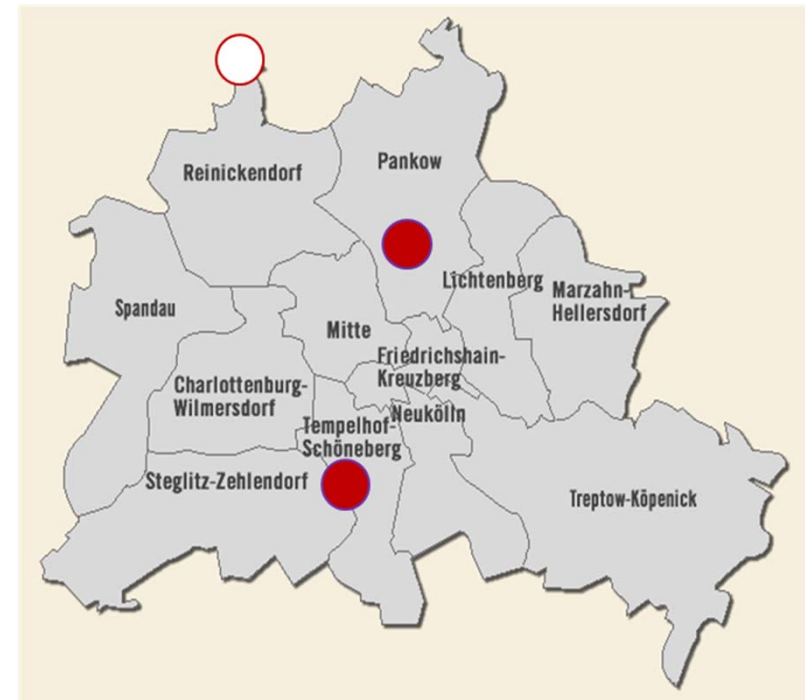 Reinickendorf
Pankow
Lichtenberg
Marzahn-
Hellersdorf
Spandau
Mitte
Friedrichshain-
Kreuzberg
Charlottenburg-
Wilmersdorf
Neukölln
Tempelhof-
Schöneberg
Steglitz-Zehlendorf
Treptow-Köpenick